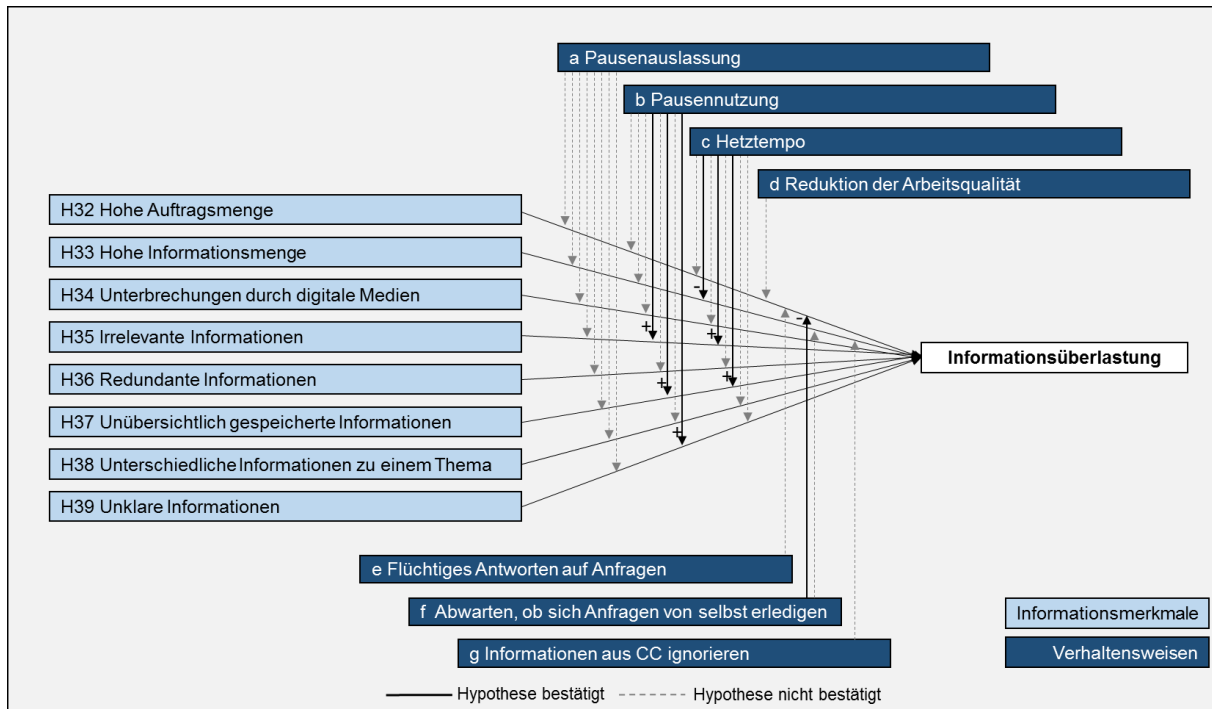 a Pausenauslassung
b Pausennutzung
c Hetztempo
d Reduktion der Arbeitsqualität
H32 Hohe Auftragsmenge
H33 Hohe Informationsmenge
H34 Unterbrechungen durch digitale Medien
H35 Irrelevante Informationen
H36 Redundante Informationen
H37 Unübersichtlich gespeicherte Informationen
H38 Unterschiedliche Informationen zu einem Thema
H39 Unklare Informationen
-
-
+
+
+
+
+
Informationsüberlastung
e Flüchtiges Antworten auf Anfragen
f Abwarten, ob sich Anfragen von selbst erledigen
g Informationen aus CC ignorieren
Informationsmerkmale
Verhaltensweisen
Hypothese bestätigt
Hypothese nicht bestätigt